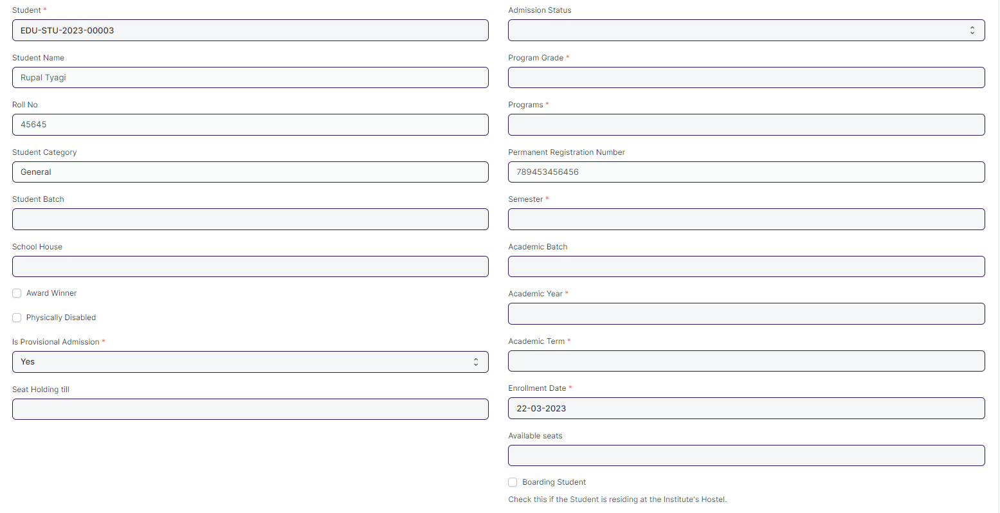 Student *
EDU-STU-2023-00003
Student Name
Rupal Tyagi
Roll No
45645
Student Category
General
Student Batch
School House
Award Winner
Physically Disabled
Is Provisional Admission *
Yes
Seat Holding till
Admission Status
Program Grade *
Programs *
Permanent Registration Number
789453456456
Semester *
Academic Batch
Academic Year *
Academic Term *
Enrollment Date *
22-03-2023
Available seats
Boarding Student
Check this if the Student is residing at the Institute's Hostel.